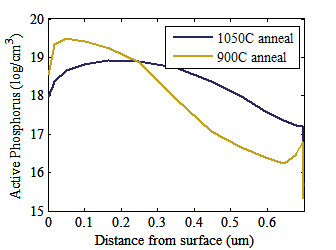 20
19
18
17
16
15
Active Phosphorus (log/cm³)
1050C anneal
900C anneal
0 0.1 0.2 0.3 0.4 0.5 0.6
Distance from surface (um)